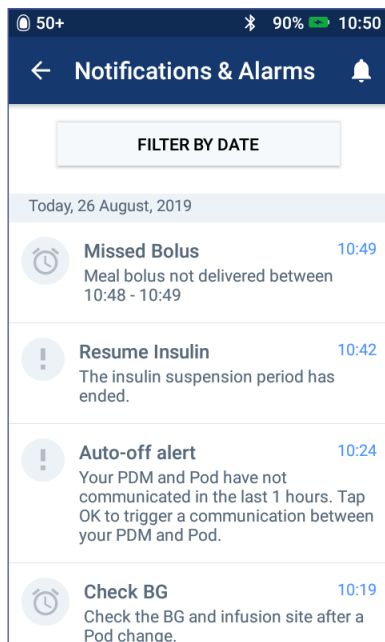 50+ 90% 10:50
Notifications & Alarms
FILTER BY DATE
Today, 26 August, 2019
Missed Bolus 10:49
Meal bolus not delivered between
10:48 - 10:49
Resume Insulin 10:42
The insulin suspension period has
ended.
Auto-off alert 10:24
Your PDM and Pod have not
communicated in the last 1 hours. Tap
OK to trigger a communication between
your PDM and Pod.
Check BG 10:19
Check the BG and infusion site after a
Pod change.